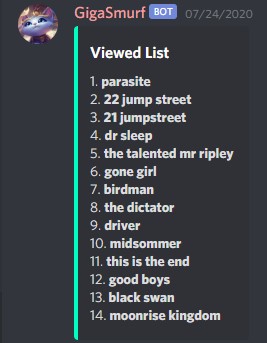 GigaSmurf BOT 07/24/2020
Viewed List
1. parasite
2. 22 jump street
3. 21 jumpstreet
4. dr sleep
5. the talented mr ripley
6. gone girl
7. birdman
8. the dictator
9. driver
10. midsommer
11. this is the end
12. good boys
13. black swan
14. moonrise kingdom